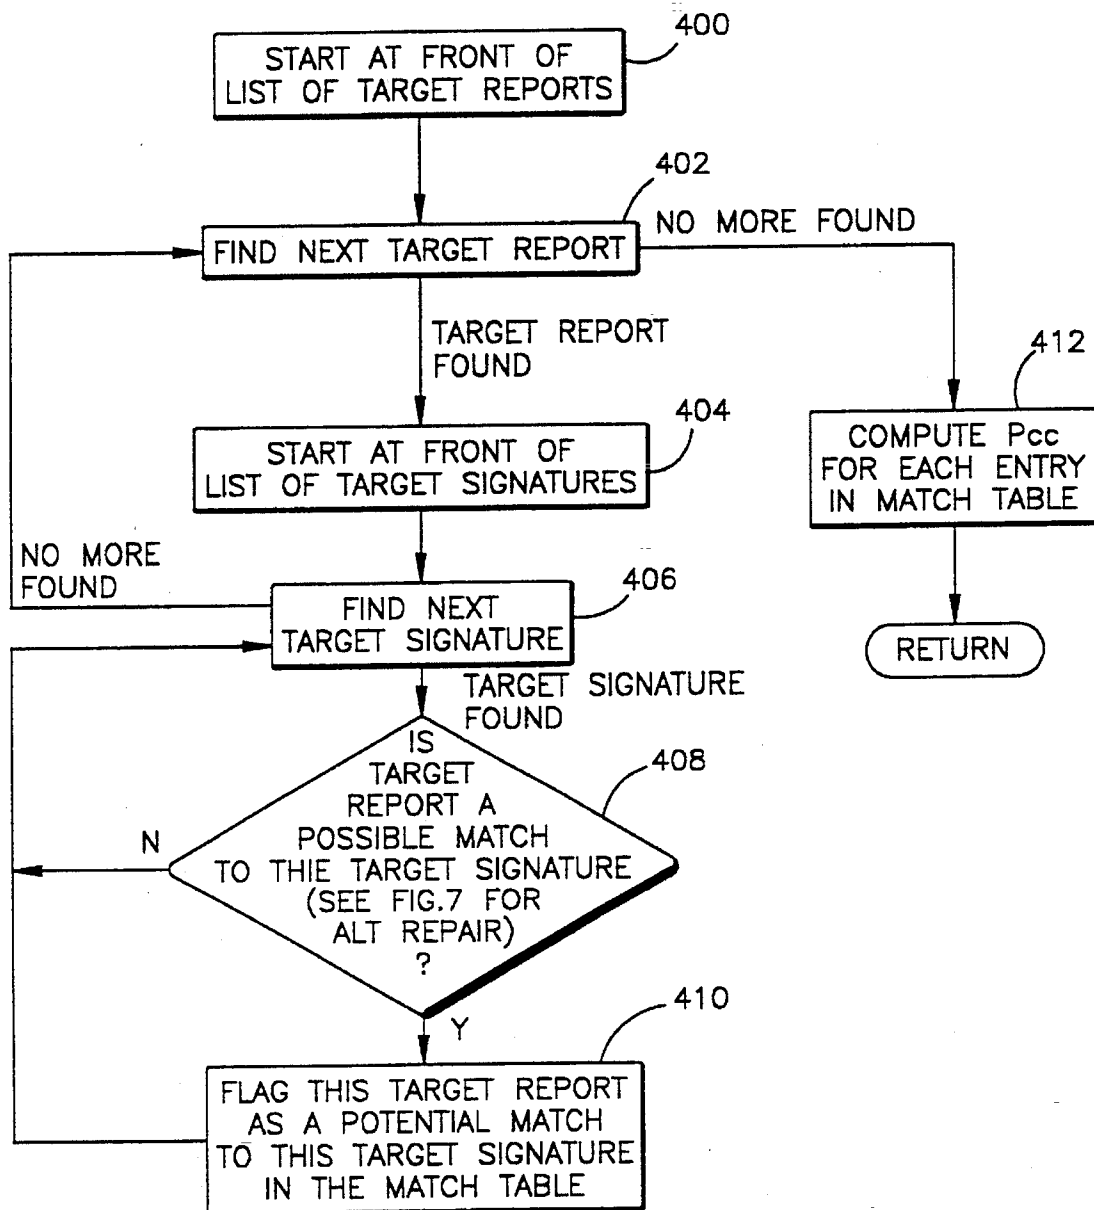 400
START AT FRONT OF
LIST OF TARGET REPORTS
402
FIND NEXT TARGET REPORT
NO MORE FOUND
TARGET REPORT
FOUND
412
COMPUTE Pcc
FOR EACH ENTRY
IN MATCH TABLE
404
START AT FRONT OF
LIST OF TARGET SIGNATURES
NO MORE
FOUND
406
FIND NEXT
TARGET SIGNATURE
RETURN
TARGET SIGNATURE
FOUND
408
IS
TARGET
REPORT A
POSSIBLE MATCH
TO THIE TARGET SIGNATURE
(SEE FIG.7 FOR
ALT REPAIR)
?
N
Y
410
FLAG THIS TARGET REPORT
AS A POTENTIAL MATCH
TO THIS TARGET SIGNATURE
IN THE MATCH TABLE